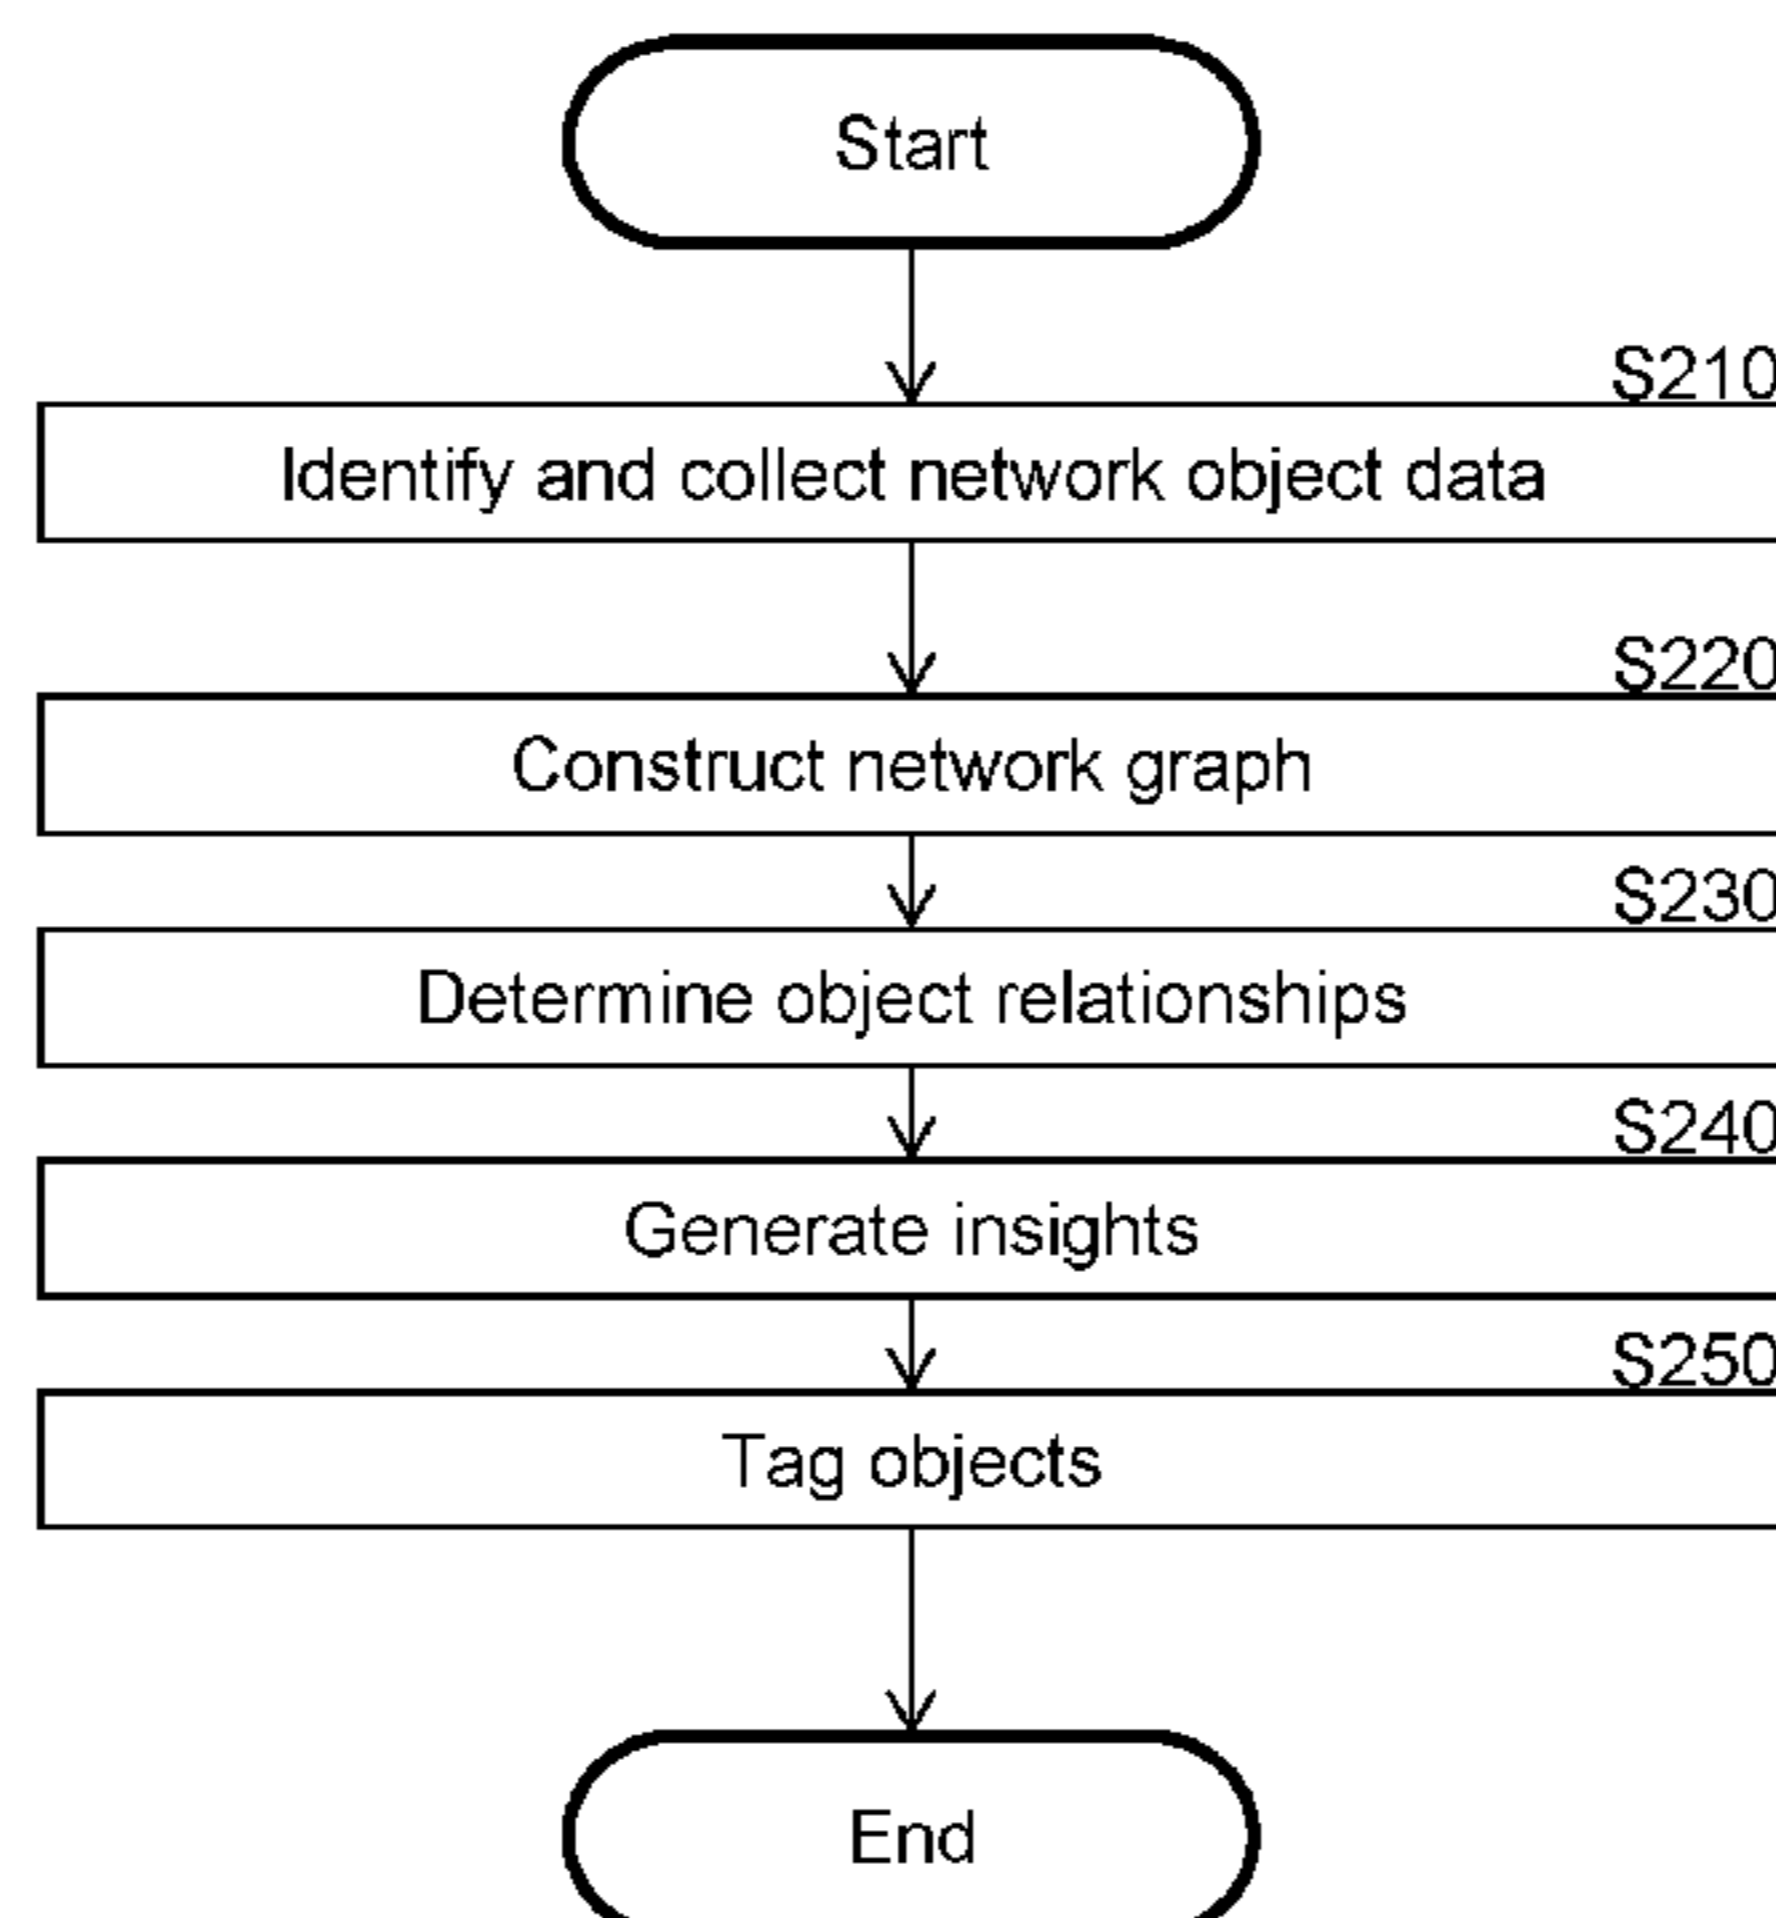 Start
S210
Identify and collect network object data
S220
Construct network graph
S230
Determine object relationships
S240
Generate insights
S250
Tag objects
End